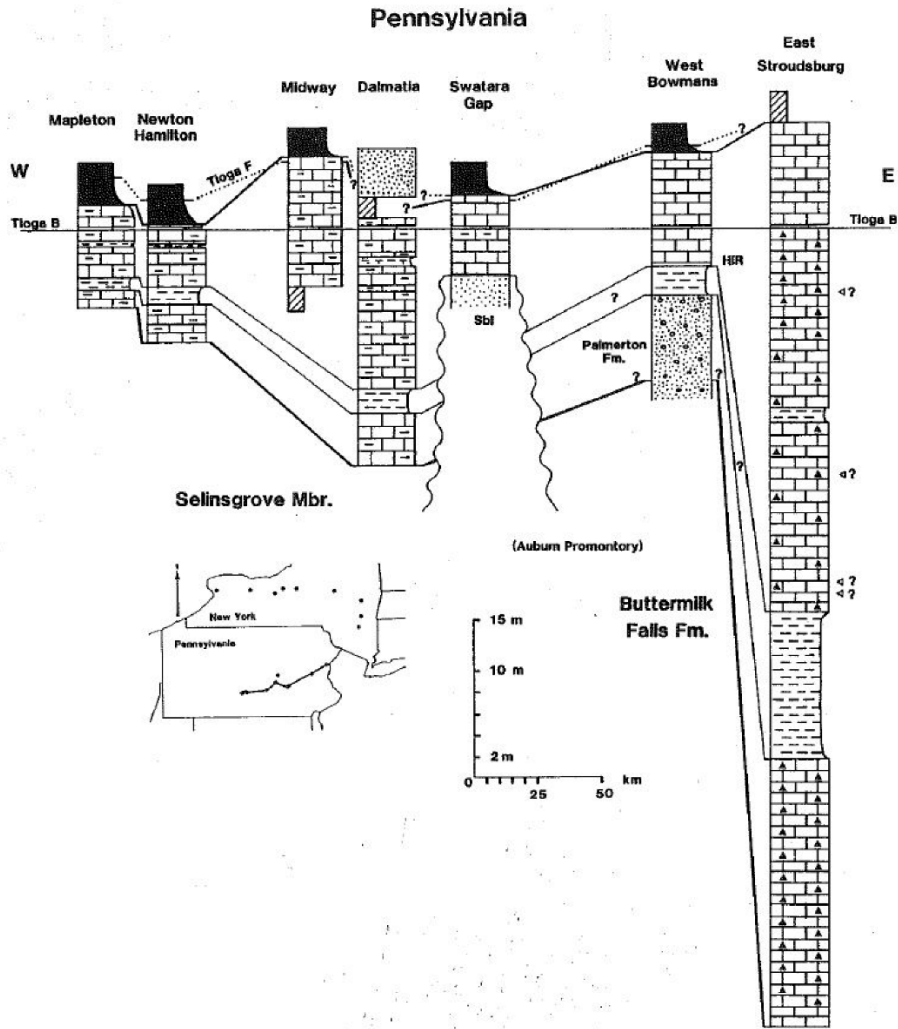 Pennsylvania
East
Stroudsburg
West
Bowmans
Midway
Dalmatia
Swatara
Gap
Mapleton
Newton
Hamilton
?
?
W
Tioga F
E
?
?
?
Tioga B
Tioga B
HIR
?
Sbl
?
Palmerton
Fm.
?
?
?
?
Selinsgrove Mbr.
(Auburn Promontory)
?
?
Buttermilk
Falls Fm.
New York
Pennsylvania
15 m
10 m
2 m
0
25
50
km